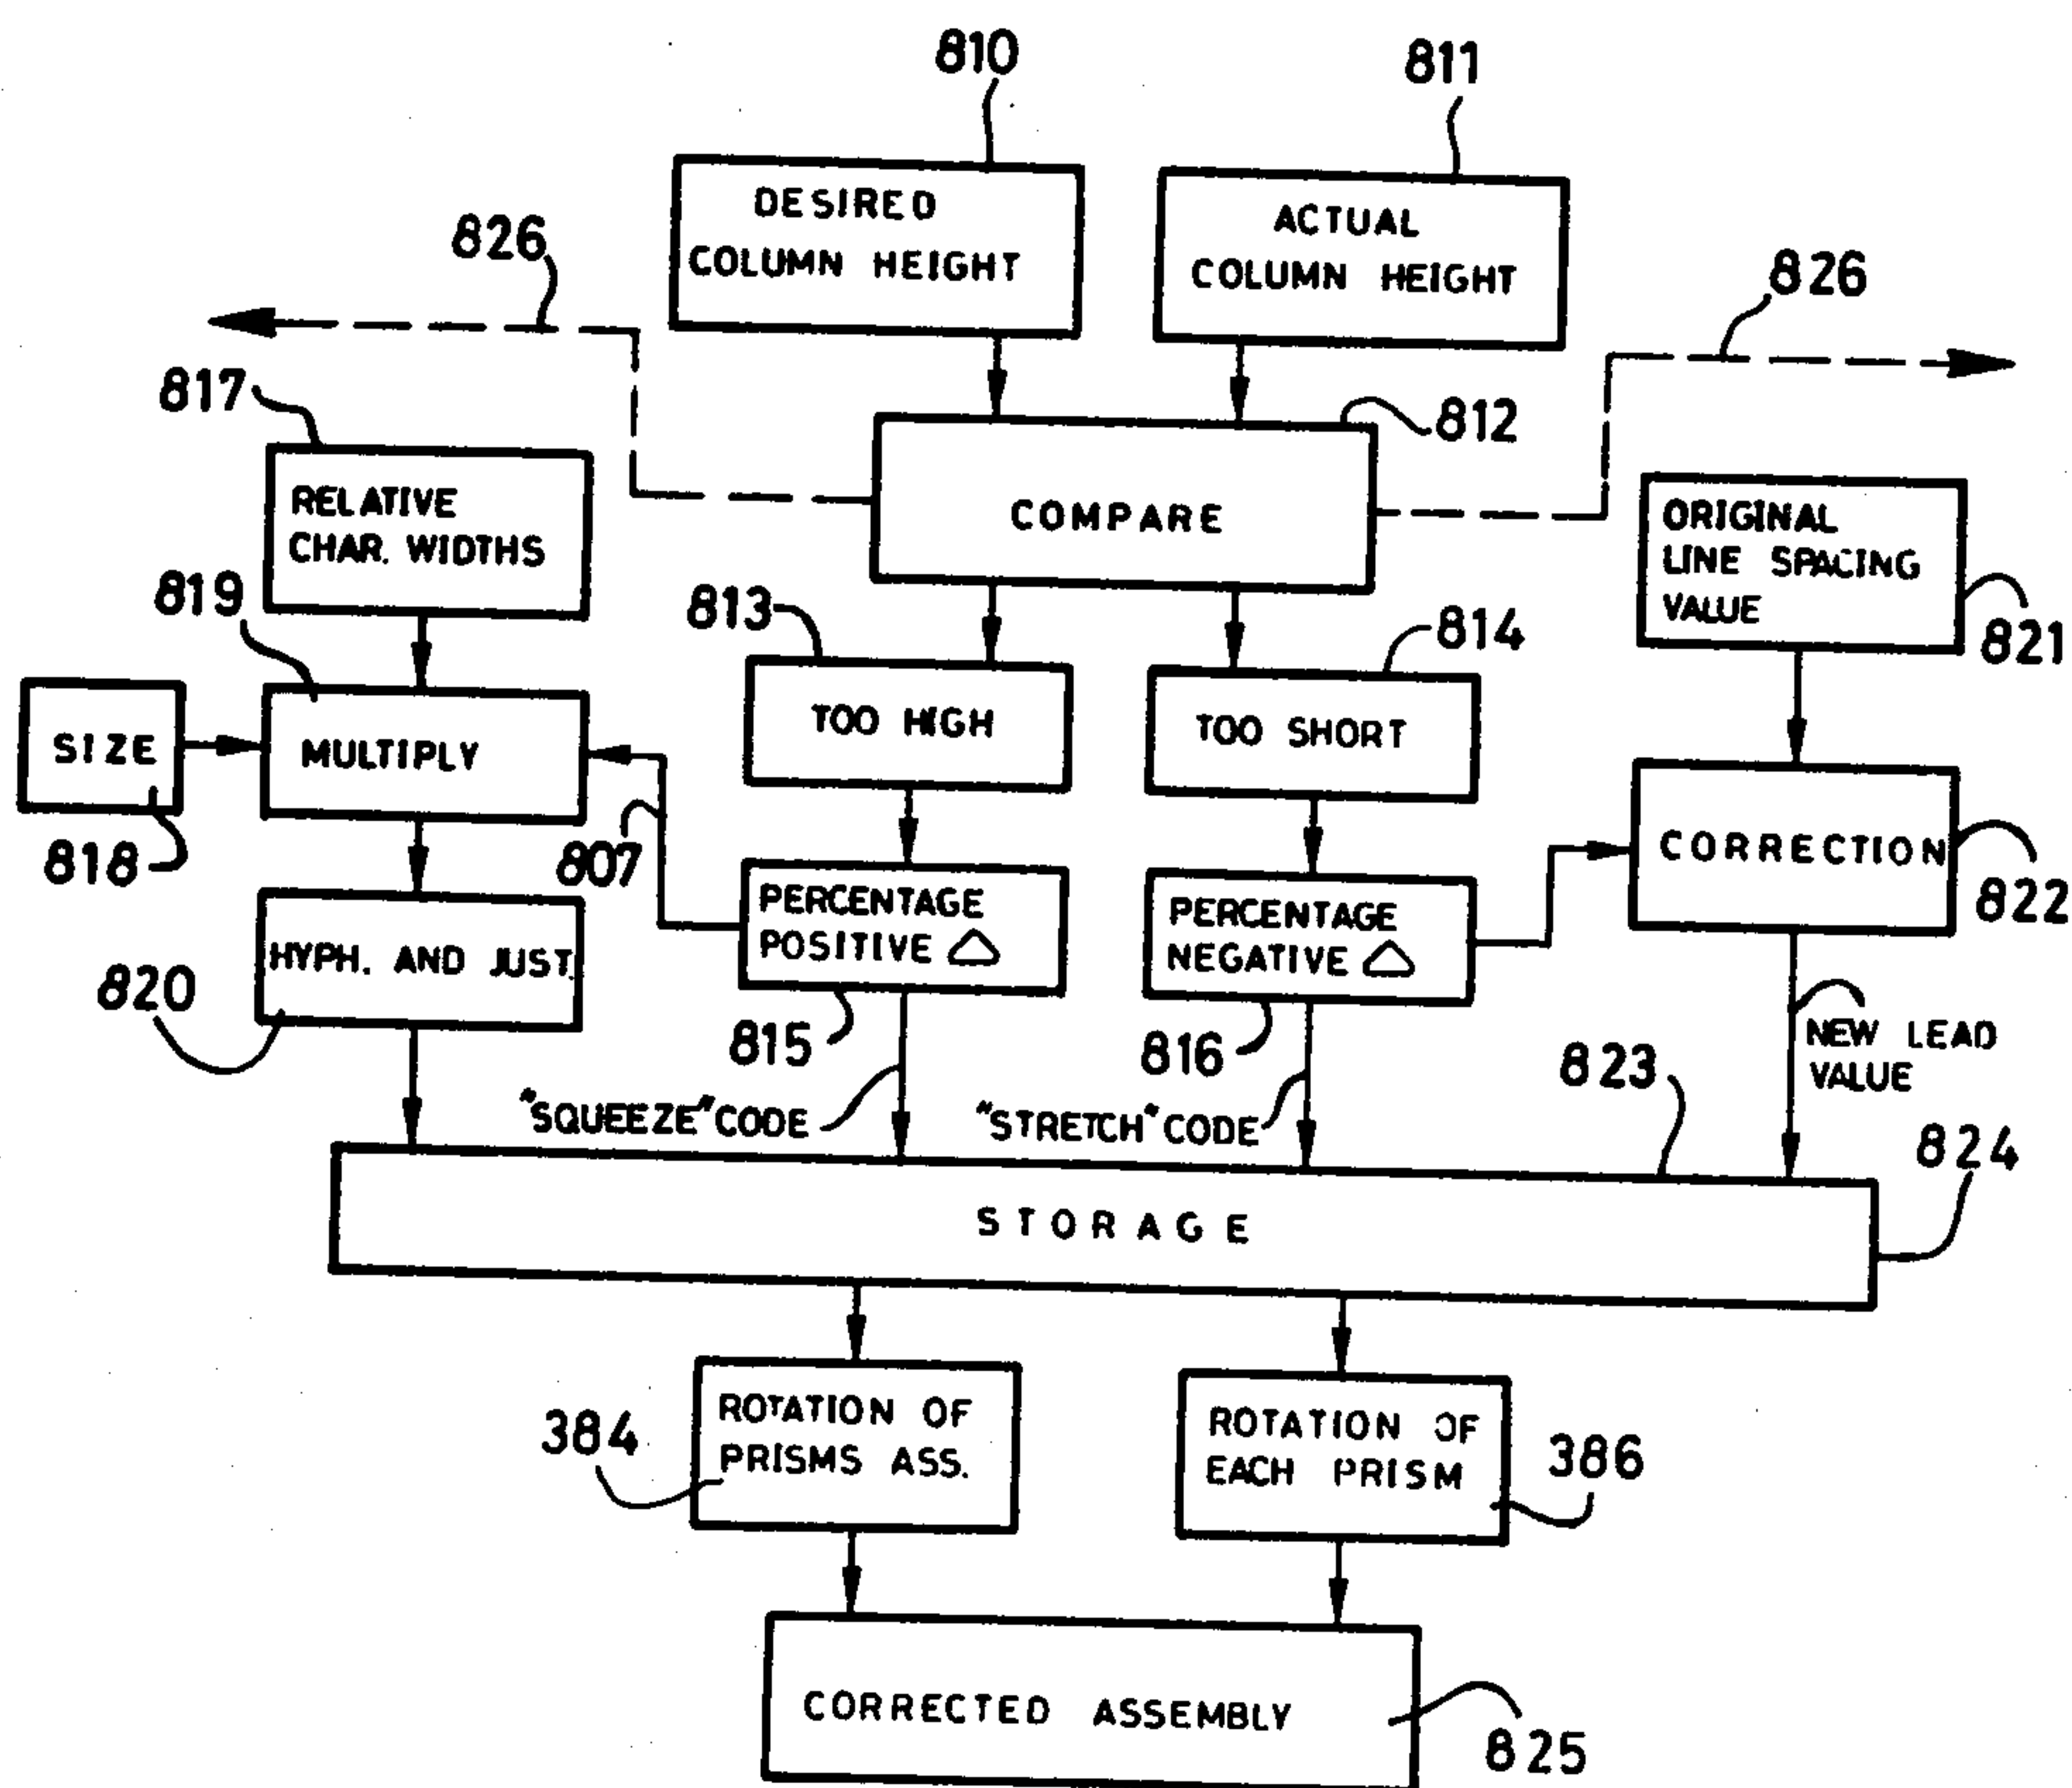 810
811
DESIRED
COLUMN HEIGHT
ACTUAL
COLUMN HEIGHT
826
826
817
812
RELATIVE
CHAR. WIDTHS
COMPARE
ORIGINAL
LINE SPACING
VALUE
819
813
814
821
SIZE
MULTIPLY
TOO HIGH
TOO SHORT
818
807
CORRECTION
822
HYPH. AND JUST.
PERCENTAGE
POSITIVE △
PERCENTAGE
NEGATIVE △
820
815
816
NEW LEAD
VALUE
823
"SQUEEZE" CODE
"STRETCH" CODE
824
STORAGE
384
ROTATION OF
PRISMS ASS.
ROTATION OF
EACH PRISM
386
CORRECTED ASSEMBLY
825